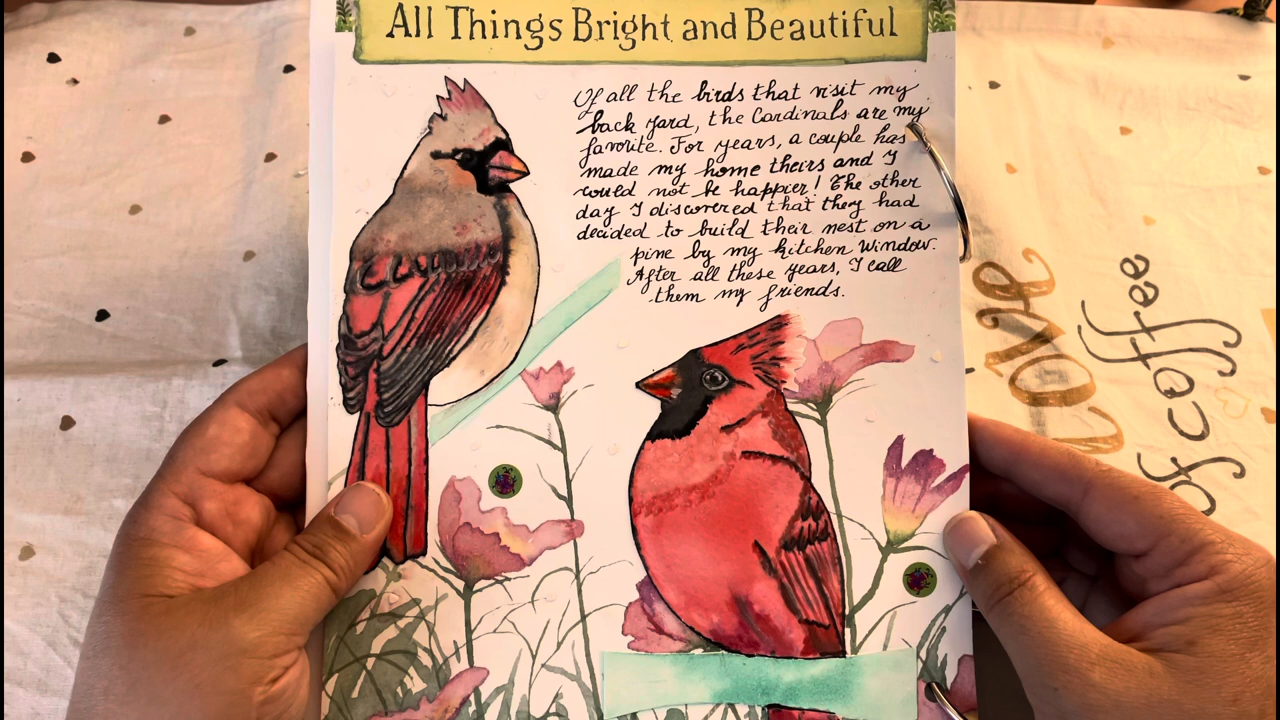 All Things Bright and Beautiful
Of all the birds that visit my
back yard, the Cardinals are my
favorite. For years, a couple has
made my home theirs and I
could not be happier! The other
day I discovered that they had
decided to build their nest on a
pine by my kitchen window.
After all these years, I call
them my friends.
LOVE
of coffee